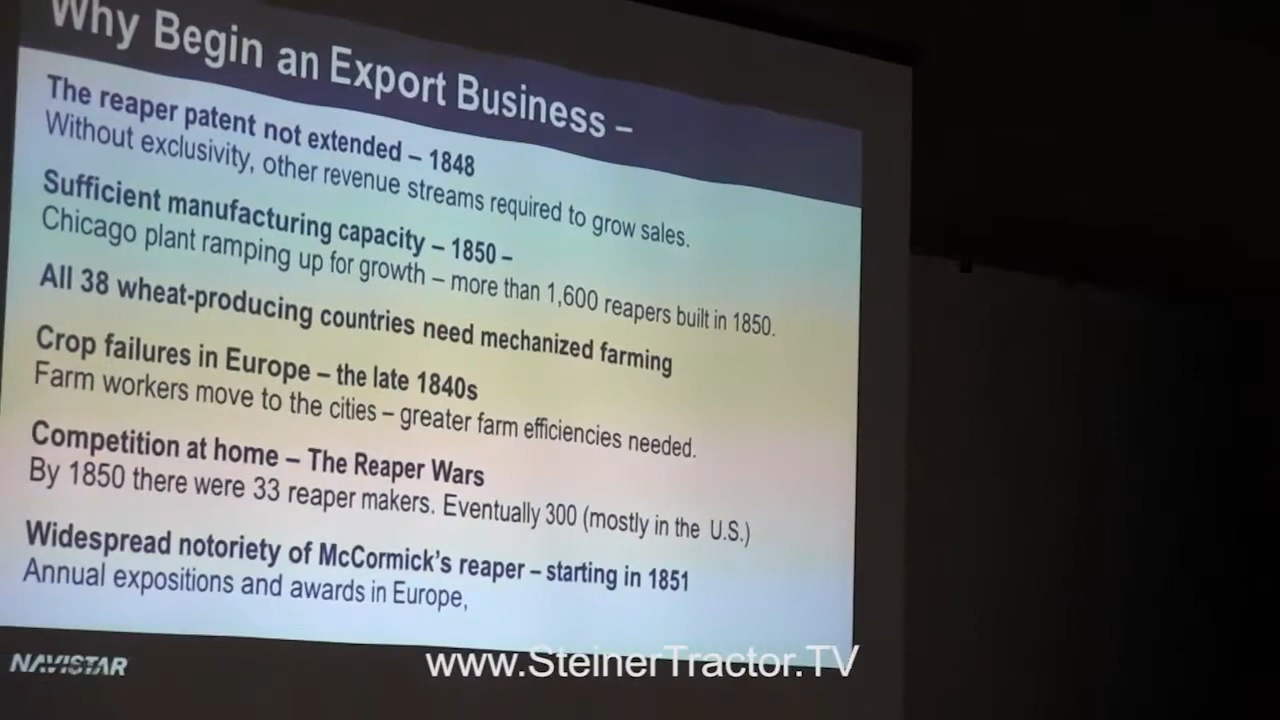 Why Begin an Export Business –
The reaper patent not extended – 1848
Without exclusivity, other revenue streams required to grow sales.
Sufficient manufacturing capacity – 1850 –
Chicago plant ramping up for growth – more than 1,600 reapers built in 1850.
All 38 wheat-producing countries need mechanized farming
Crop failures in Europe – the late 1840s
Farm workers move to the cities – greater farm efficiencies needed.
Competition at home – The Reaper Wars
By 1850 there were 33 reaper makers. Eventually 300 (mostly in the U.S.)
Widespread notoriety of McCormick's reaper – starting in 1851
Annual expositions and awards in Europe,
NAVISTAR
www.SteinerTractor.TV